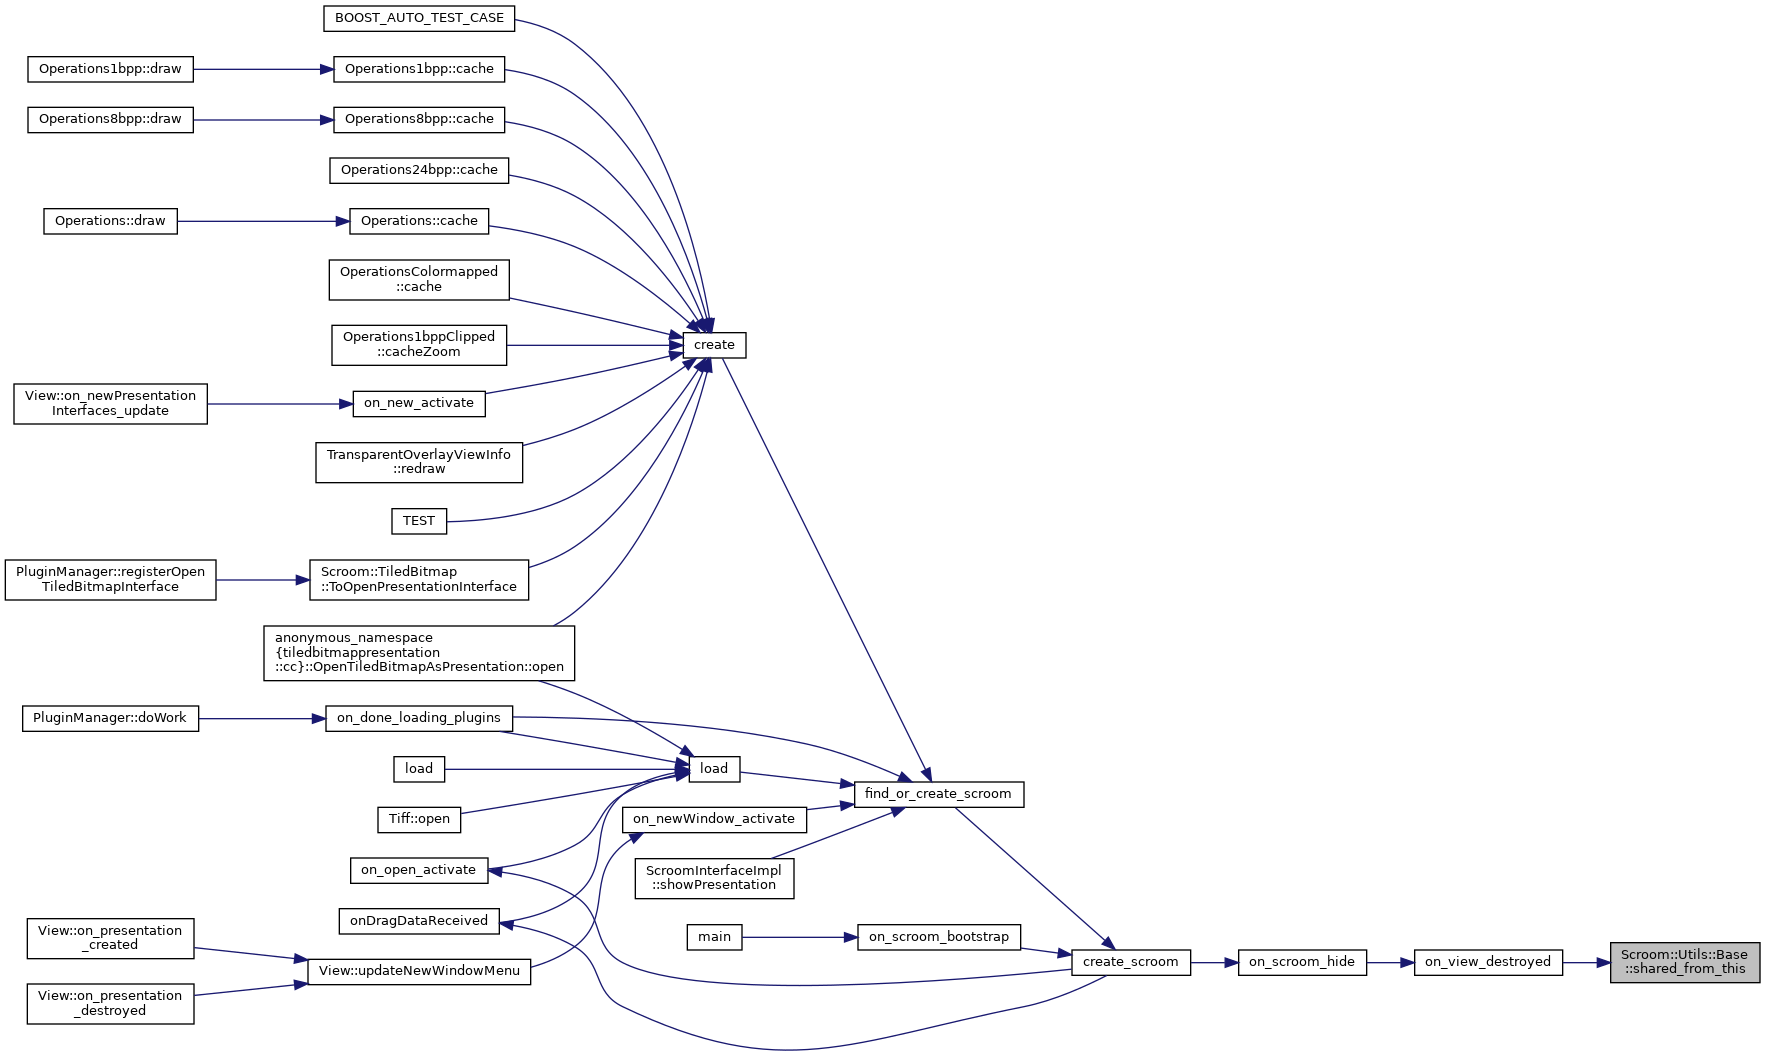 BOOST_AUTO_TEST_CASE
Operations1bpp::draw
Operations1bpp::cache
Operations8bpp::draw
Operations8bpp::cache
Operations24bpp::cache
Operations::draw
Operations::cache
OperationsColormapped
::cache
Operations1bppClipped
::cacheZoom
create
View::on_newPresentation
Interfaces_update
on_new_activate
TransparentOverlayViewInfo
::redraw
TEST
PluginManager::registerOpen
TiledBitmapInterface
Scroom::TiledBitmap
::ToOpenPresentationInterface
anonymous_namespace
{tiledbitmappresentation
::cc}::OpenTiledBitmapAsPresentation::open
PluginManager::doWork
on_done_loading_plugins
load
load
find_or_create_scroom
Tiff::open
on_newWindow_activate
on_open_activate
ScroomInterfaceImpl
::showPresentation
onDragDataReceived
View::on_presentation
_created
main
on_scroom_bootstrap
View::updateNewWindowMenu
create_scroom
on_scroom_hide
on_view_destroyed
Scroom::Utils::Base
::shared_from_this
View::on_presentation
_destroyed